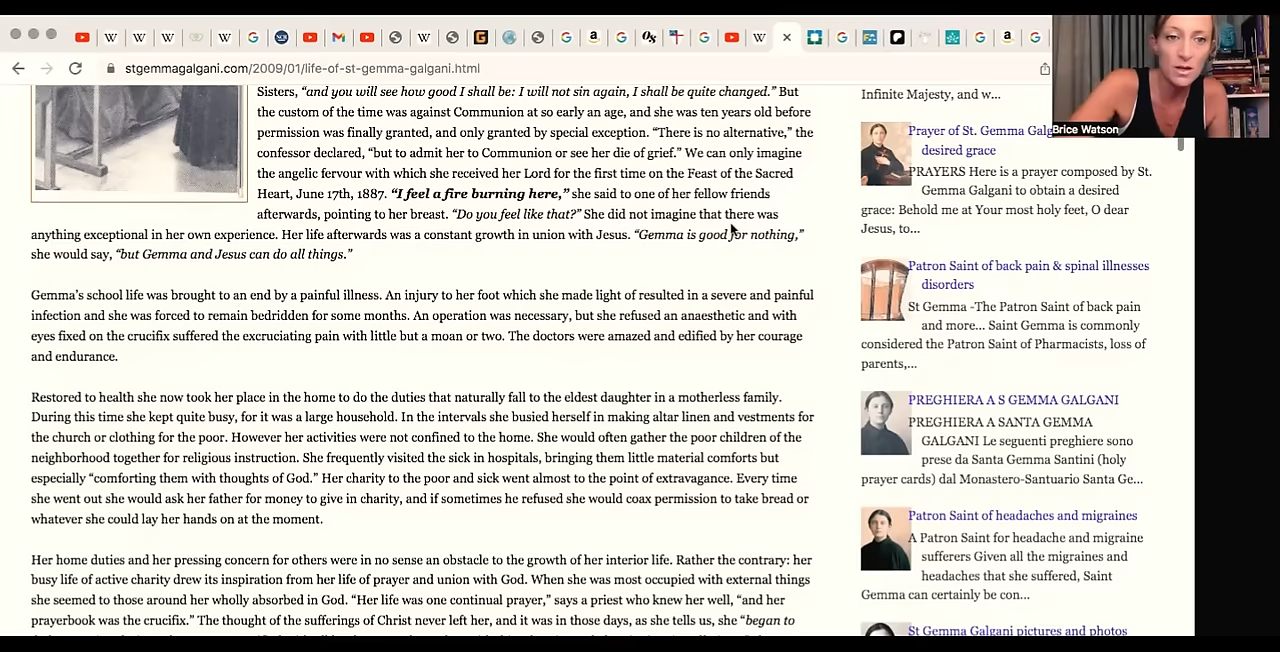 stgemmagalgani.com/2009/01/life-of-st-gemma-galgani.html
Brice Watson
Sisters, “and you will see how good I shall be: I will not sin again, I shall be quite changed.” But
the custom of the time was against Communion at so early an age, and she was ten years old before
permission was finally granted, and only granted by special exception. “There is no alternative,” the
confessor declared, “but to admit her to Communion or see her die of grief.” We can only imagine
the angelic fervour with which she received her Lord for the first time on the Feast of the Sacred
Heart, June 17th, 1887. “I feel a fire burning here,” she said to one of her fellow friends
afterwards, pointing to her breast. “Do you feel like that?” She did not imagine that there was
anything exceptional in her own experience. Her life afterwards was a constant growth in union with Jesus. “Gemma is good for nothing,”
she would say, “but Gemma and Jesus can do all things.”
Gemma’s school life was brought to an end by a painful illness. An injury to her foot which she made light of resulted in a severe and painful
infection and she was forced to remain bedridden for some months. An operation was necessary, but she refused an anaesthetic and with
eyes fixed on the crucifix suffered the excruciating pain with little but a moan or two. The doctors were amazed and edified by her courage
and endurance.
Restored to health she now took her place in the home to do the duties that naturally fall to the eldest daughter in a motherless family.
During this time she kept quite busy, for it was a large household. In the intervals she busied herself in making altar linen and vestments for
the church or clothing for the poor. However her activities were not confined to the home. She would often gather the poor children of the
neighborhood together for religious instruction. She frequently visited the sick in hospitals, bringing them little material comforts but
especially “comforting them with thoughts of God.” Her charity to the poor and sick went almost to the point of extravagance. Every time
she went out she would ask her father for money to give in charity, and if sometimes he refused she would coax permission to take bread or
whatever she could lay her hands on at the moment.
Her home duties and her pressing concern for others were in no sense an obstacle to the growth of her interior life. Rather the contrary: her
busy life of active charity drew its inspiration from her life of prayer and union with God. When she was most occupied with external things
she seemed to those around her wholly absorbed in God. “Her life was one continual prayer,” says a priest who knew her well, “and her
prayerbook was the crucifix.” The thought of the sufferings of Christ never left her, and it was in those days, as she tells us, she “began to
Infinite Majesty, and w...
Prayer of St. Gemma
desired grace
PRAYERS Here is a prayer composed by St.
Gemma Galgani to obtain a desired
grace: Behold me at Your most holy feet, O dear
Jesus, to...
Patron Saint of back pain & spinal illnesses
disorders
St Gemma -The Patron Saint of back pain
and more... Saint Gemma is commonly
considered the Patron Saint of Pharmacists, loss of
parents,...
PREGHIERA A S GEMMA GALGANI
PREGHIERA A SANTA GEMMA
GALGANI Le seguenti preghiere sono
prese da Santa Gemma Santini (holy
prayer cards) dal Monastero-Santuario Santa Ge...
Patron Saint of headaches and migraines
A Patron Saint for headache and migraine
sufferers Given all the migraines and
headaches that she suffered, Saint
Gemma can certainly be con...
St Gemma Galgani pictures and photos